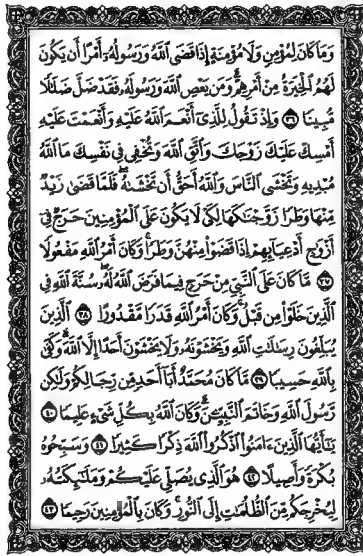 وَمَا كَانَ لِمُؤْمِنٍ وَلَا مُؤْمِنَةٍ إِذَا قَضَى اللَّهُ وَرَسُولُهُ أَمْرًا أَن يَكُونَ
لَهُمُ الْخِيَرَةُ مِنْ أَمْرِهِمْ وَمَن يَعْصِ اللَّهَ وَرَسُولَهُ فَقَدْ ضَلَّ ضَلَالًا
مُّبِينًا ٣٦ وَإِذْ تَقُولُ لِلَّذِي أَنْعَمَ اللَّهُ عَلَيْهِ وَأَنْعَمْتَ عَلَيْهِ
أَمْسِكْ عَلَيْكَ زَوْجَكَ وَاتَّقِ اللَّهَ وَتُخْفِي فِي نَفْسِكَ مَا اللَّهُ
مُبْدِيهِ وَتَخْشَى النَّاسَ وَاللَّهُ أَحَقُّ أَن تَخْشَاهُ فَلَمَّا قَضَى زَيْدٌ
مِّنْهَا وَطَرًا زَوَّجْنَاكَهَا لِكَيْ لَا يَكُونَ عَلَى الْمُؤْمِنِينَ حَرَجٌ فِي
أَزْوَاجِ أَدْعِيَائِهِمْ إِذَا قَضَوْا مِنْهُنَّ وَطَرًا وَكَانَ أَمْرُ اللَّهِ مَفْعُولًا
٣٧ مَّا كَانَ عَلَى النَّبِيِّ مِنْ حَرَجٍ فِيمَا فَرَضَ اللَّهُ لَهُ سُنَّةَ اللَّهِ فِي
الَّذِينَ خَلَوْا مِن قَبْلُ وَكَانَ أَمْرُ اللَّهِ قَدَرًا مَّقْدُورًا ٣٨ الَّذِينَ
يُبَلِّغُونَ رِسَالَاتِ اللَّهِ وَيَخْشَوْنَهُ وَلَا يَخْشَوْنَ أَحَدًا إِلَّا اللَّهَ وَكَفَى
بِاللَّهِ حَسِيبًا ٣٩ مَّا كَانَ مُحَمَّدٌ أَبَا أَحَدٍ مِّن رِّجَالِكُمْ وَلَكِن
رَّسُولَ اللَّهِ وَخَاتَمَ النَّبِيِّينَ وَكَانَ اللَّهُ بِكُلِّ شَيْءٍ عَلِيمًا ٤٠
يَا أَيُّهَا الَّذِينَ آمَنُوا اذْكُرُوا اللَّهَ ذِكْرًا كَثِيرًا ٤١ وَسَبِّحُوهُ
بُكْرَةً وَأَصِيلًا ٤٢ هُوَ الَّذِي يُصَلِّي عَلَيْكُمْ وَمَلَائِكَتُهُ
لِيُخْرِجَكُم مِّنَ الظُّلُمَاتِ إِلَى النُّورِ وَكَانَ بِالْمُؤْمِنِينَ رَحِيمًا ٤٣